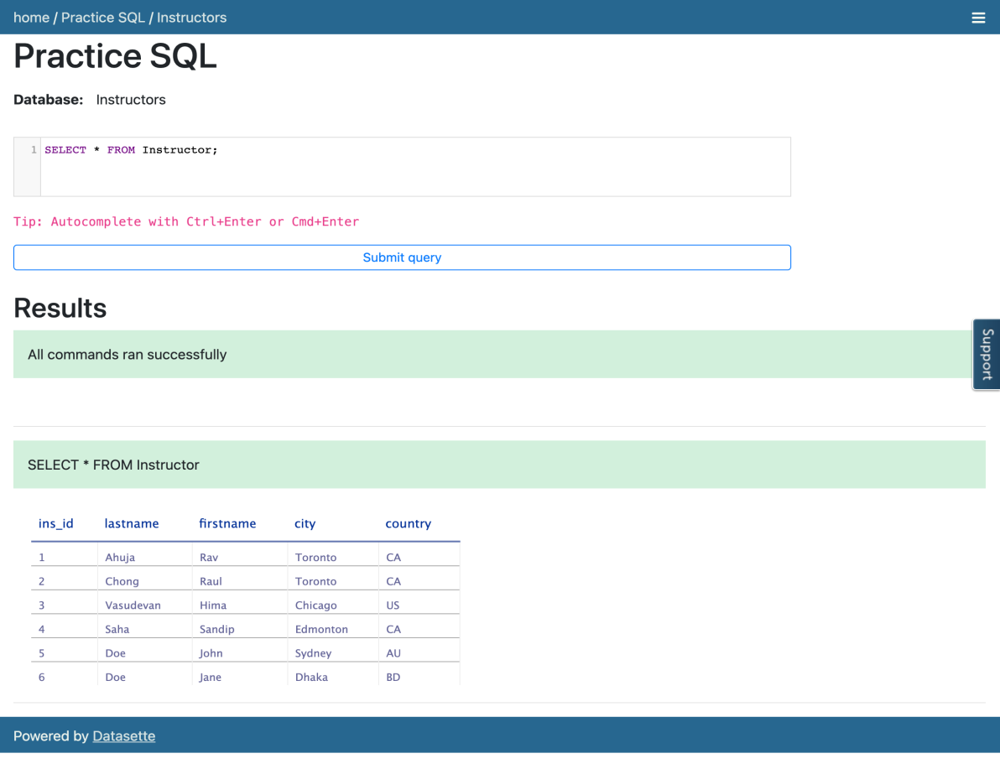 home / Practice SQL / Instructors
Practice SQL
Database: Instructors
1 SELECT * FROM Instructor;
Tip: Autocomplete with Ctrl+Enter or Cmd+Enter
Submit query
Results
All commands ran successfully
Support
SELECT * FROM Instructor
ins_id lastname firstname city country
1 Ahuja Rav Toronto CA
2 Chong Raul Toronto CA
3 Vasudevan Hima Chicago US
4 Saha Sandip Edmonton CA
5 Doe John Sydney AU
6 Doe Jane Dhaka BD
Powered by Datasette